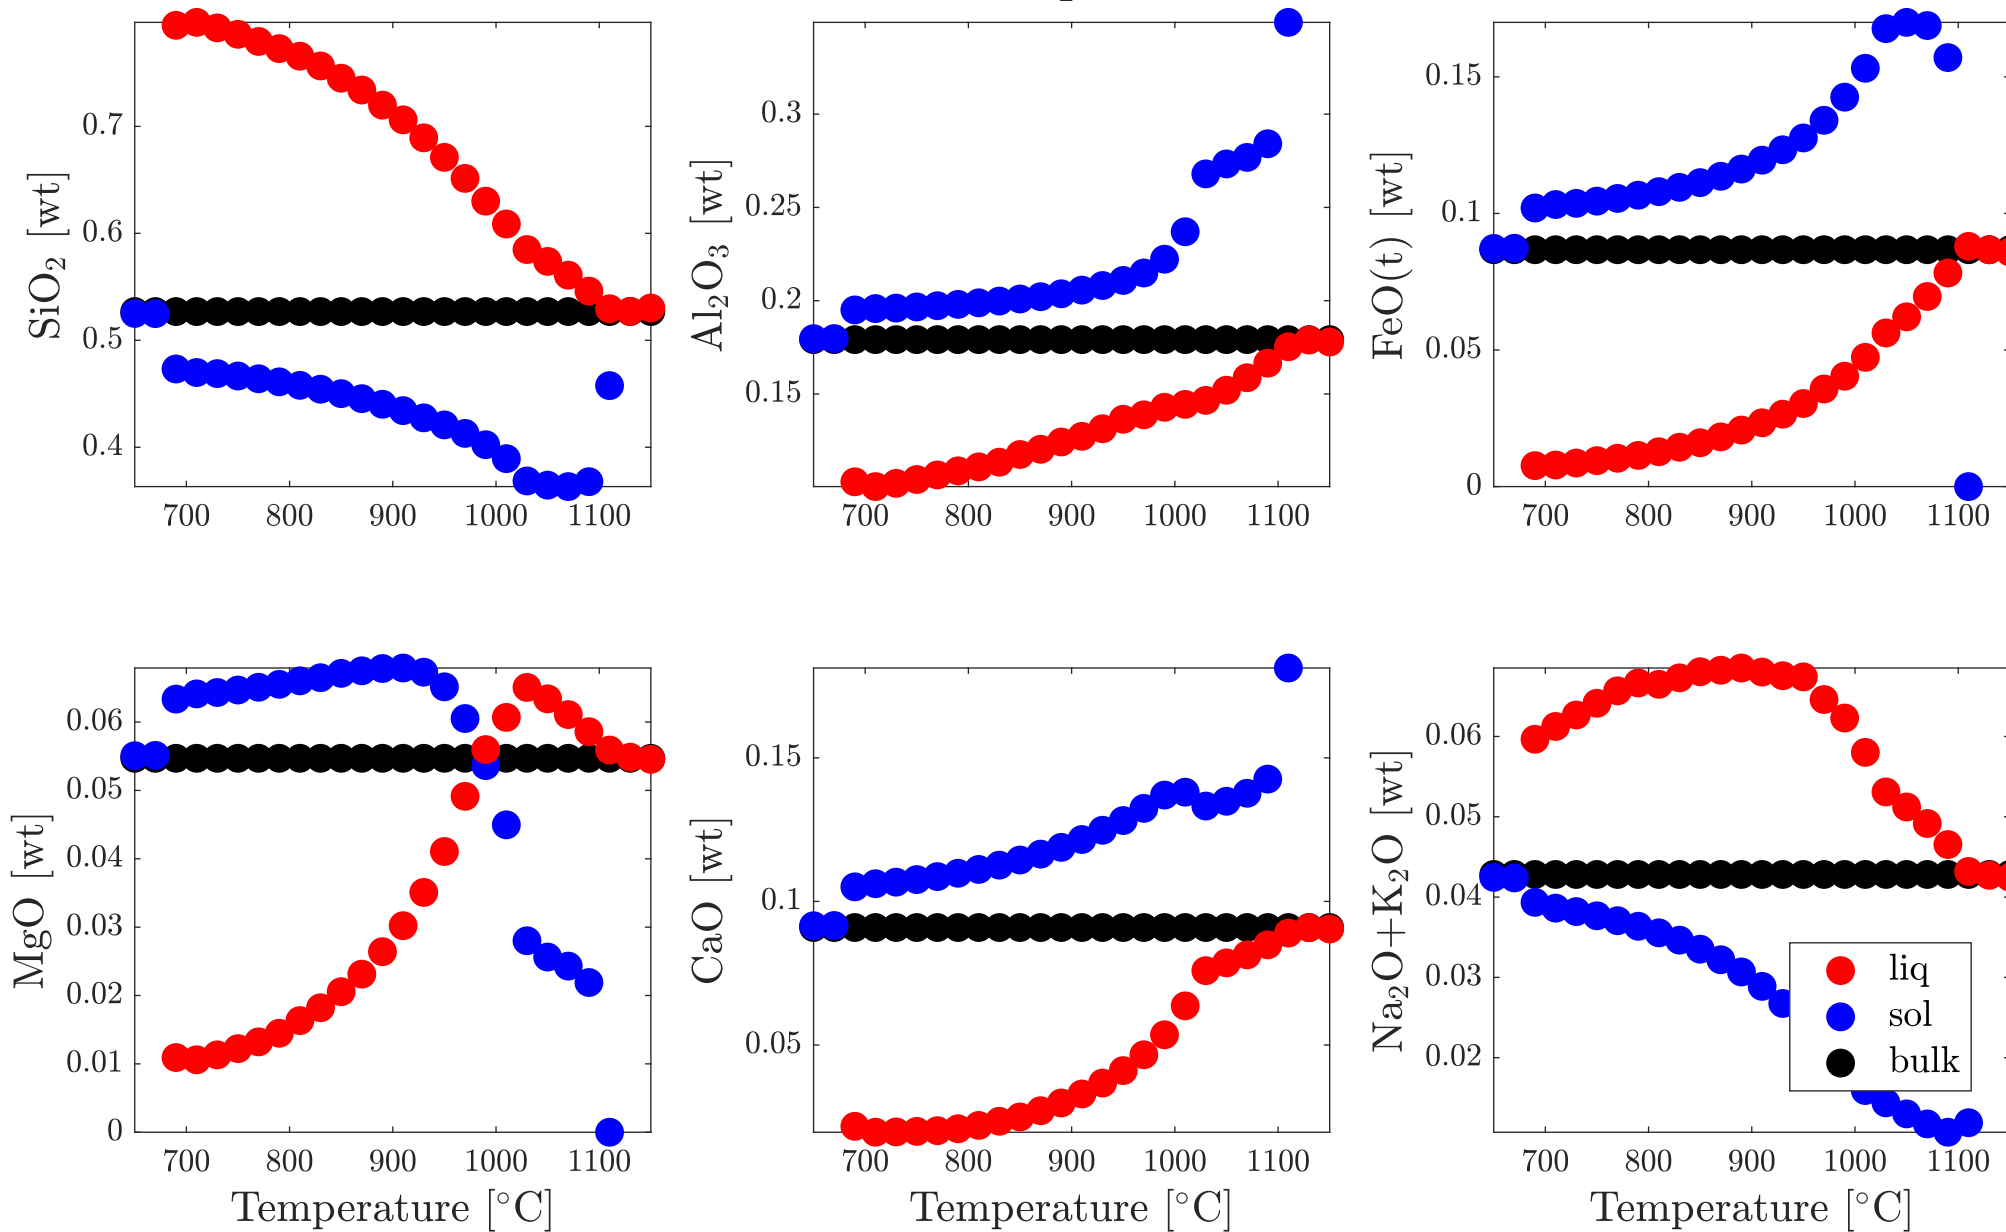 SiO₂ [wt]
0.7
0.6
0.5
0.4
700 800 900 1000 1100
Al₂O₃ [wt]
0.3
0.25
0.2
0.15
700 800 900 1000 1100
FeO(t) [wt]
0.15
0.1
0.05
0
700 800 900 1000 1100
MgO [wt]
0.06
0.05
0.04
0.03
0.02
0.01
0
700 800 900 1000 1100
Temperature [°C]
CaO [wt]
0.15
0.1
0.05
700 800 900 1000 1100
Temperature [°C]
Na₂O+K₂O [wt]
0.06
0.05
0.04
0.03
0.02
700 800 900 1000 1100
Temperature [°C]
liq
sol
bulk